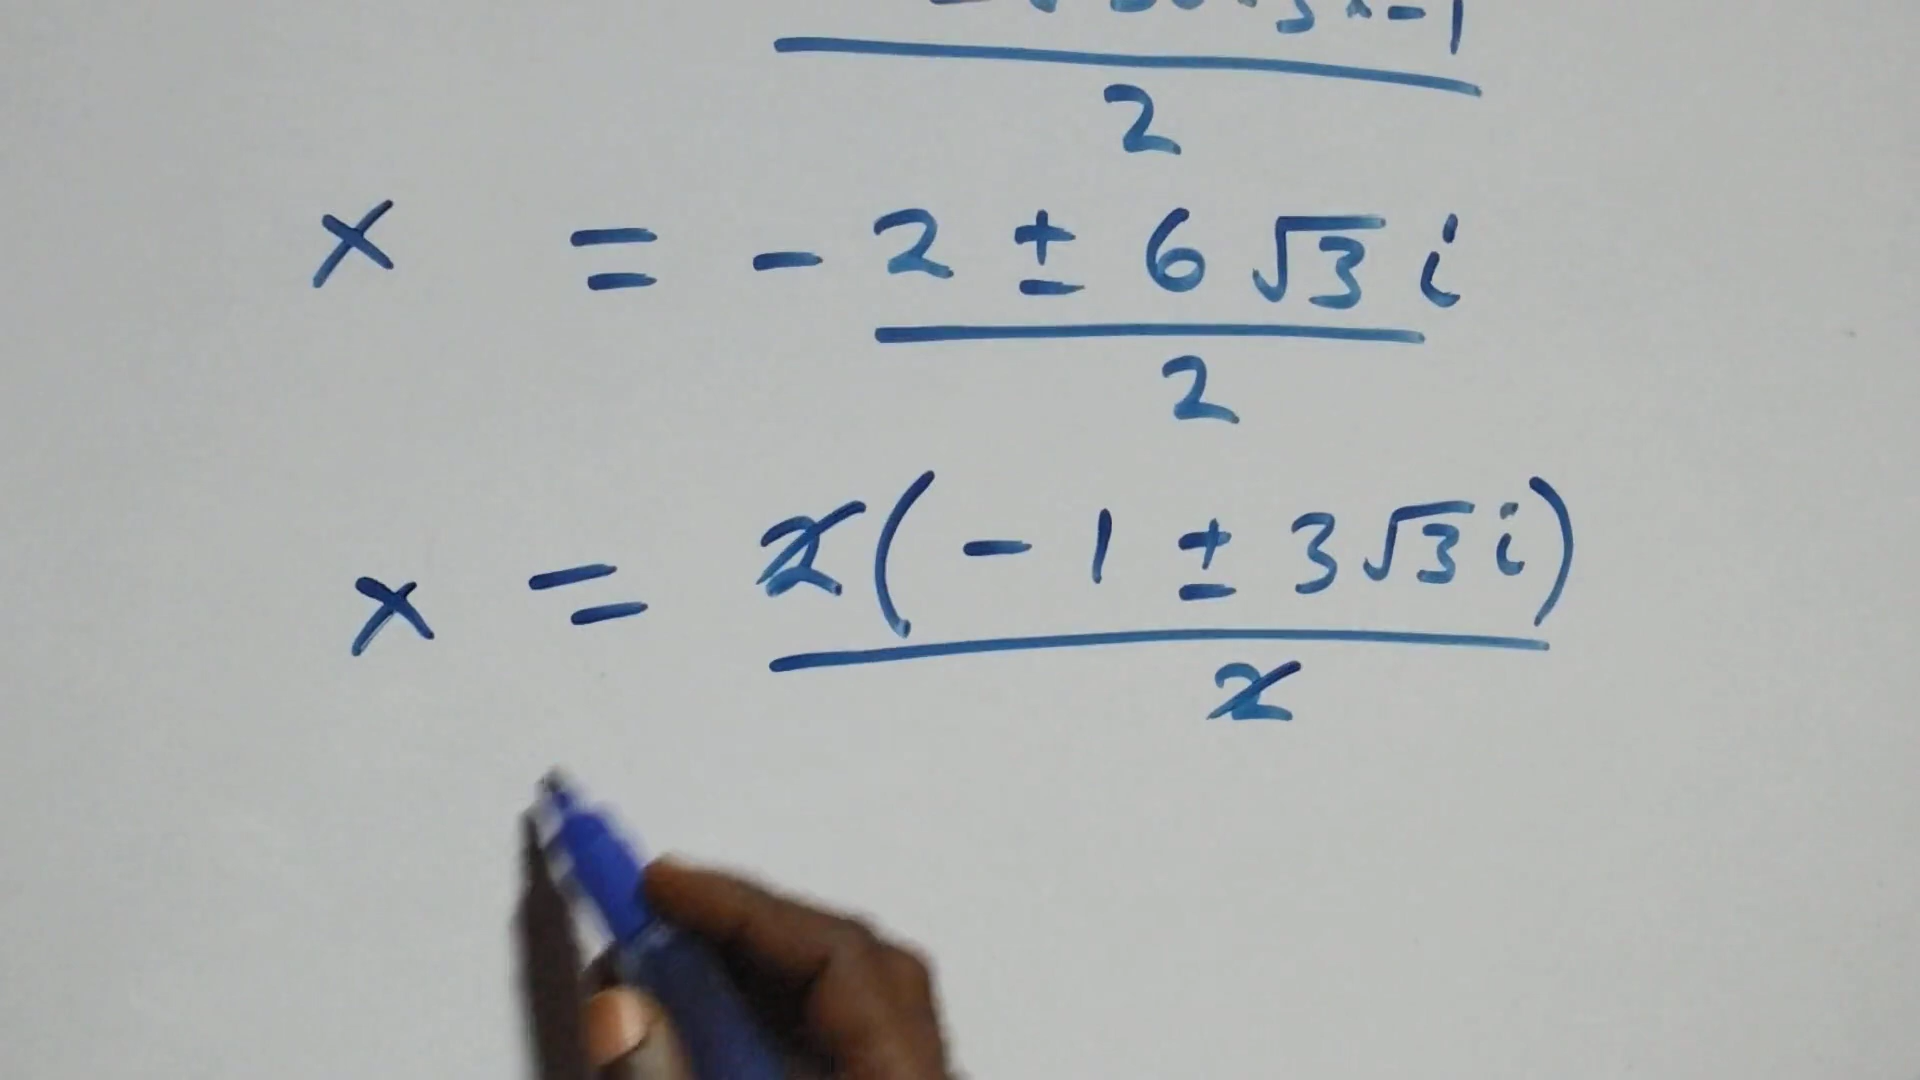 2
x = - 2 ± 6 √3 i
2
x = 2 ( - 1 ± 3 √3 i )
2